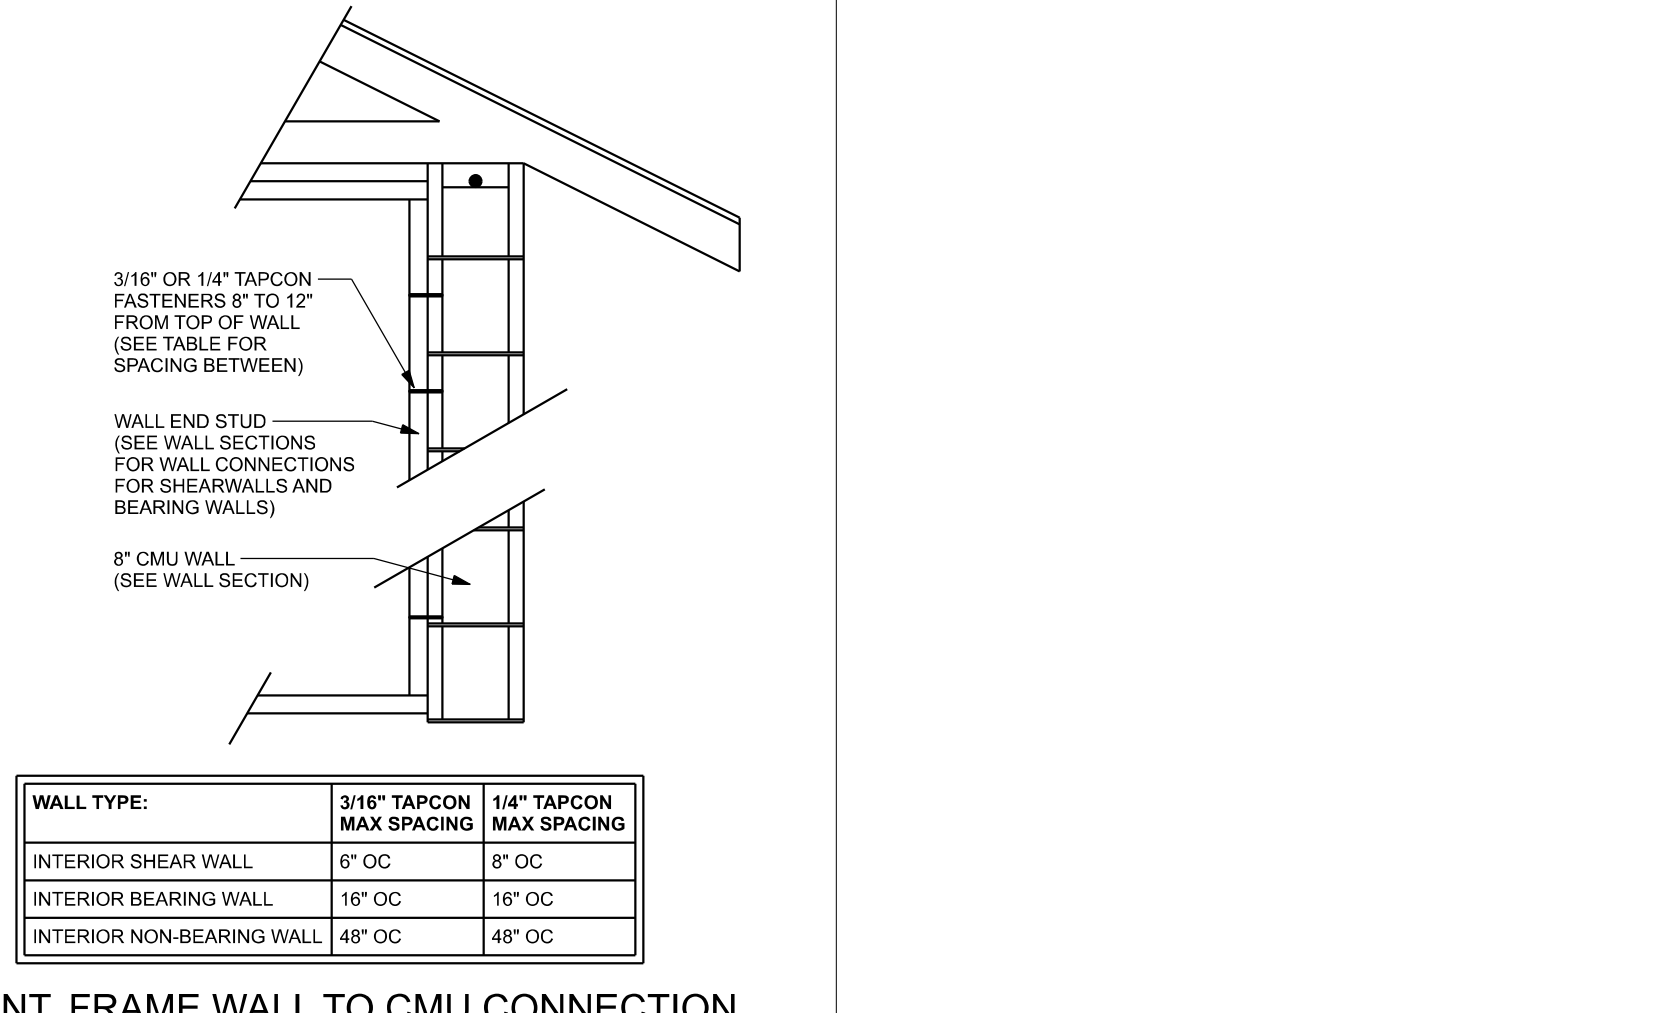 3/16" OR 1/4" TAPCON
FASTENERS 8" TO 12"
FROM TOP OF WALL
(SEE TABLE FOR
SPACING BETWEEN)
WALL END STUD
(SEE WALL SECTIONS
FOR WALL CONNECTIONS
FOR SHEARWALLS AND
BEARING WALLS)
8" CMU WALL
(SEE WALL SECTION)
WALL TYPE: 3/16" TAPCON MAX SPACING 1/4" TAPCON MAX SPACING
INTERIOR SHEAR WALL 6" OC 8" OC
INTERIOR BEARING WALL 16" OC 16" OC
INTERIOR NON-BEARING WALL 48" OC 48" OC
NT. FRAME WALL TO CMU CONNECTION